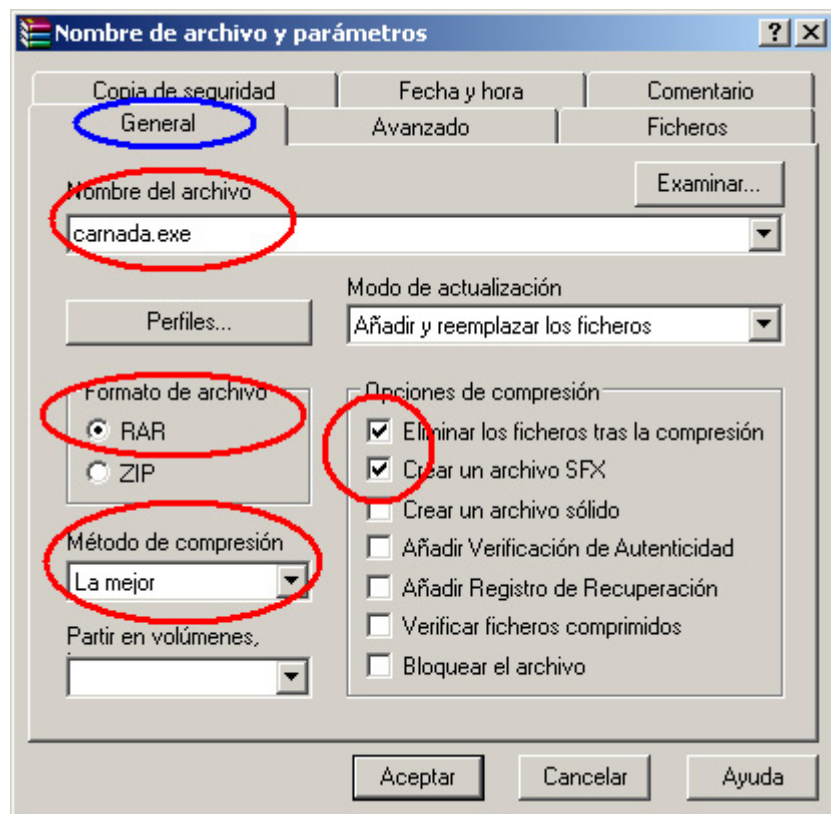 Nombre de archivo y parámetros
Copia de seguridad Fecha y hora Comentario
General Avanzado Ficheros
Nombre del archivo Examinar...
carnada.exe
Perfiles...
Modo de actualización
Añadir y reemplazar los ficheros
Formato de archivo
RAR
ZIP
Método de compresión
La mejor
Partir en volúmenes,
Opciones de compresión
Eliminar los ficheros tras la compresión
Crear un archivo SFX
Crear un archivo sólido
Añadir Verificación de Autenticidad
Añadir Registro de Recuperación
Verificar ficheros comprimidos
Bloquear el archivo
Aceptar Cancelar Ayuda